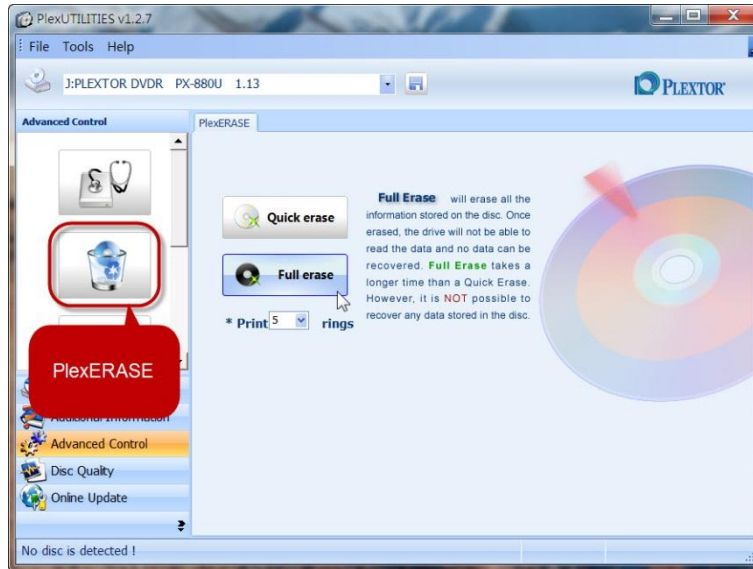 PlexUTILITIES v1.2.7
File Tools Help
J:PLEXTOR DVDR PX-880U 1.13
PLEXTOR
Advanced Control
PlexERASE
Quick erase
Full erase
* Print 5 rings
Full Erase will erase all the
information stored on the disc. Once
erased, the drive will not be able to
read the data and no data can be
recovered. Full Erase takes a
longer time than a Quick Erase.
However, it is NOT possible to
recover any data stored in the disc.
PlexERASE
Additional Information
Advanced Control
Disc Quality
Online Update
No disc is detected !